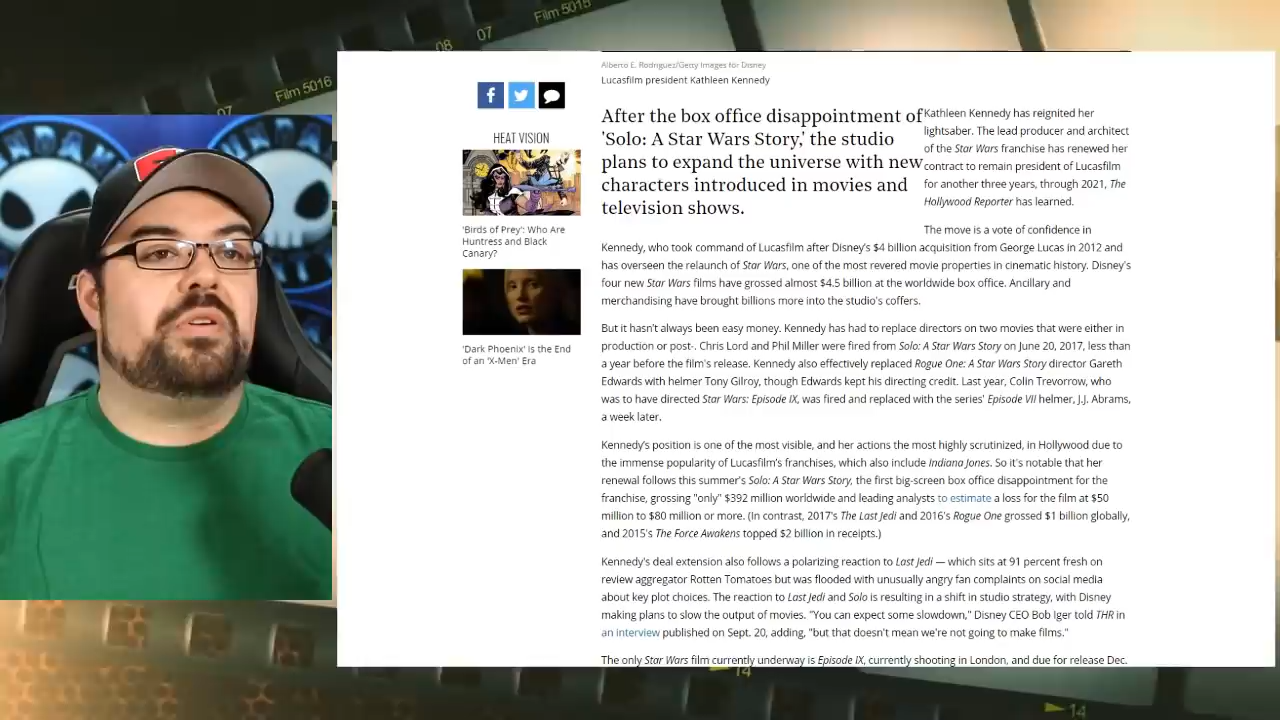 Film 5015
08
07
Film 5016
07
Alberto E. Rodriguez/Getty Images for Disney
Lucasfilm president Kathleen Kennedy
HEAT VISION
'Birds of Prey': Who Are
Huntress and Black
Canary?
'Dark Phoenix' Is the End
of an 'X-Men' Era
After the box office disappointment of
'Solo: A Star Wars Story,' the studio
plans to expand the universe with new
characters introduced in movies and
television shows.
Kathleen Kennedy has reignited her
lightsaber. The lead producer and architect
of the Star Wars franchise has renewed her
contract to remain president of Lucasfilm
for another three years, through 2021, The
Hollywood Reporter has learned.
The move is a vote of confidence in
Kennedy, who took command of Lucasfilm after Disney's $4 billion acquisition from George Lucas in 2012 and
has overseen the relaunch of Star Wars, one of the most revered movie properties in cinematic history. Disney's
four new Star Wars films have grossed almost $4.5 billion at the worldwide box office. Ancillary and
merchandising have brought billions more into the studio's coffers.
But it hasn't always been easy money. Kennedy has had to replace directors on two movies that were either in
production or post-. Chris Lord and Phil Miller were fired from Solo: A Star Wars Story on June 20, 2017, less than
a year before the film's release. Kennedy also effectively replaced Rogue One: A Star Wars Story director Gareth
Edwards with helmer Tony Gilroy, though Edwards kept his directing credit. Last year, Colin Trevorrow, who
was to have directed Star Wars: Episode IX, was fired and replaced with the series' Episode VII helmer, J.J. Abrams,
a week later.
Kennedy's position is one of the most visible, and her actions the most highly scrutinized, in Hollywood due to
the immense popularity of Lucasfilm's franchises, which also include Indiana Jones. So it's notable that her
renewal follows this summer's Solo: A Star Wars Story, the first big-screen box office disappointment for the
franchise, grossing "only" $392 million worldwide and leading analysts to estimate a loss for the film at $50
million to $80 million or more. (In contrast, 2017's The Last Jedi and 2016's Rogue One grossed $1 billion globally,
and 2015's The Force Awakens topped $2 billion in receipts.)
Kennedy's deal extension also follows a polarizing reaction to Last Jedi — which sits at 91 percent fresh on
review aggregator Rotten Tomatoes but was flooded with unusually angry fan complaints on social media
about key plot choices. The reaction to Last Jedi and Solo is resulting in a shift in studio strategy, with Disney
making plans to slow the output of movies. "You can expect some slowdown," Disney CEO Bob Iger told THR in
an interview published on Sept. 20, adding, "but that doesn't mean we're not going to make films."
The only Star Wars film currently underway is Episode IX, currently shooting in London, and due for release Dec.
14
14